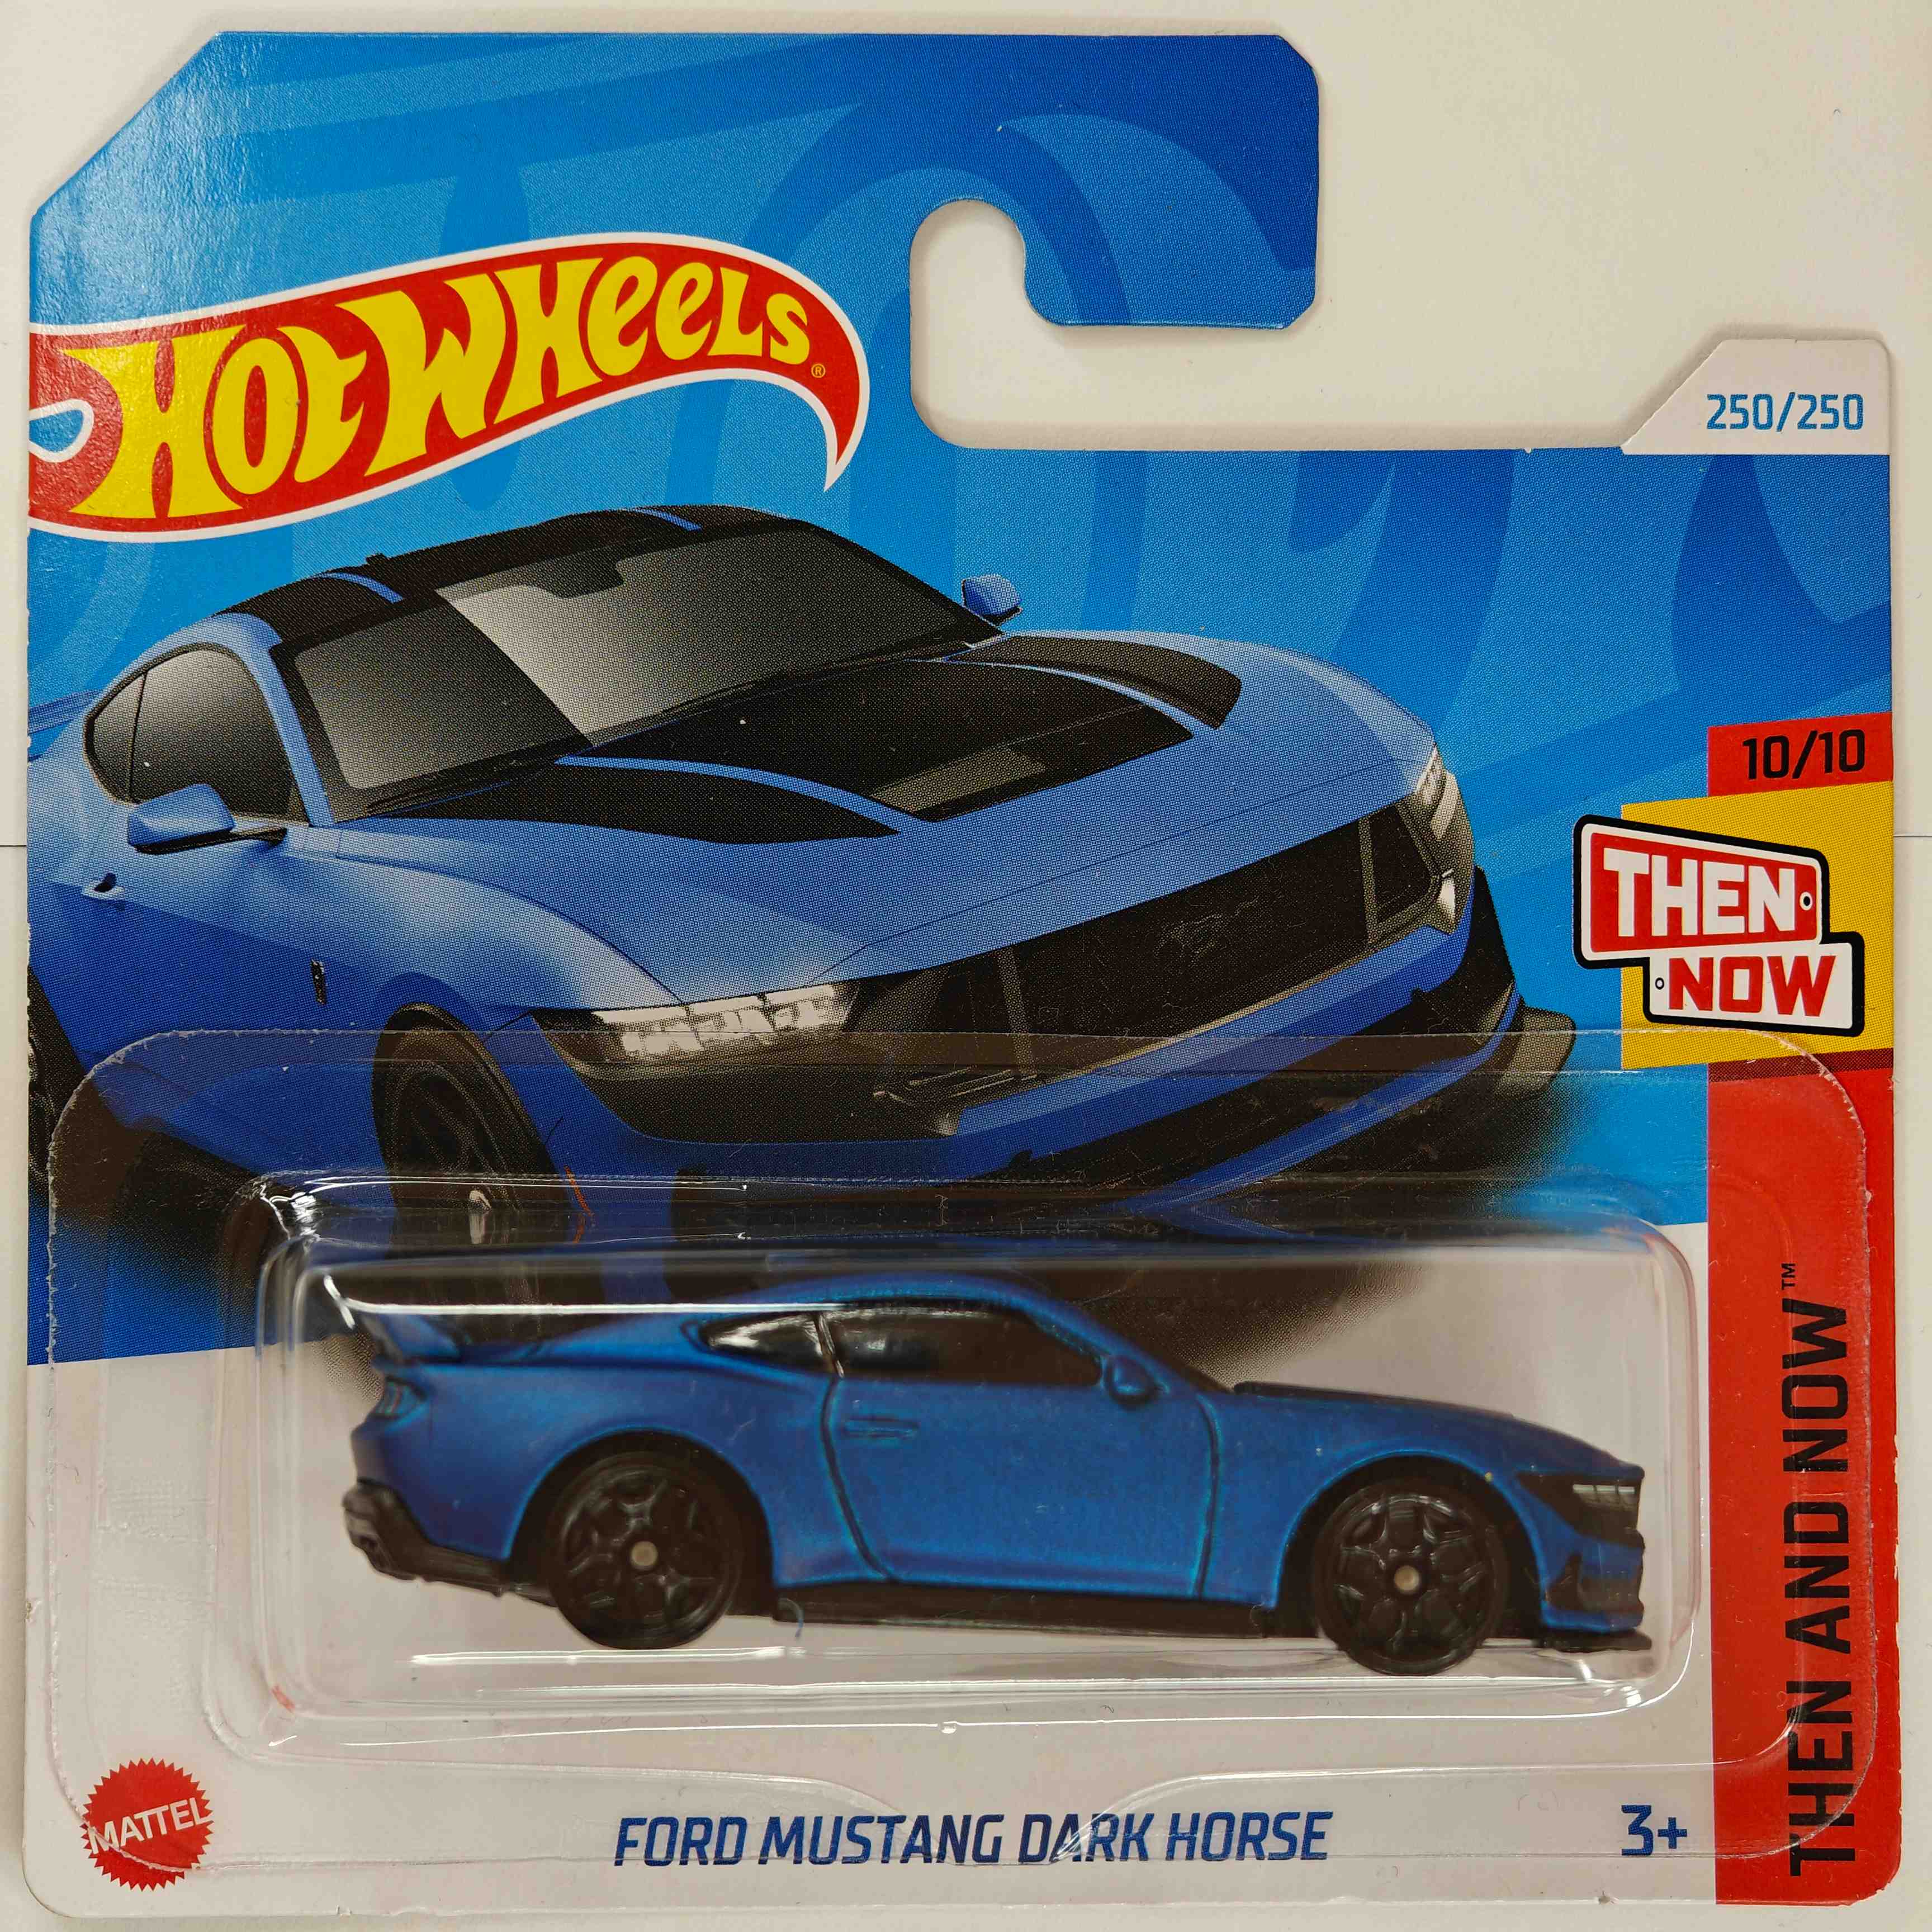 HOT WHEELS®
250/250
10/10
THEN
NOW
THEN AND NOW™
MATTEL
FORD MUSTANG DARK HORSE
3+